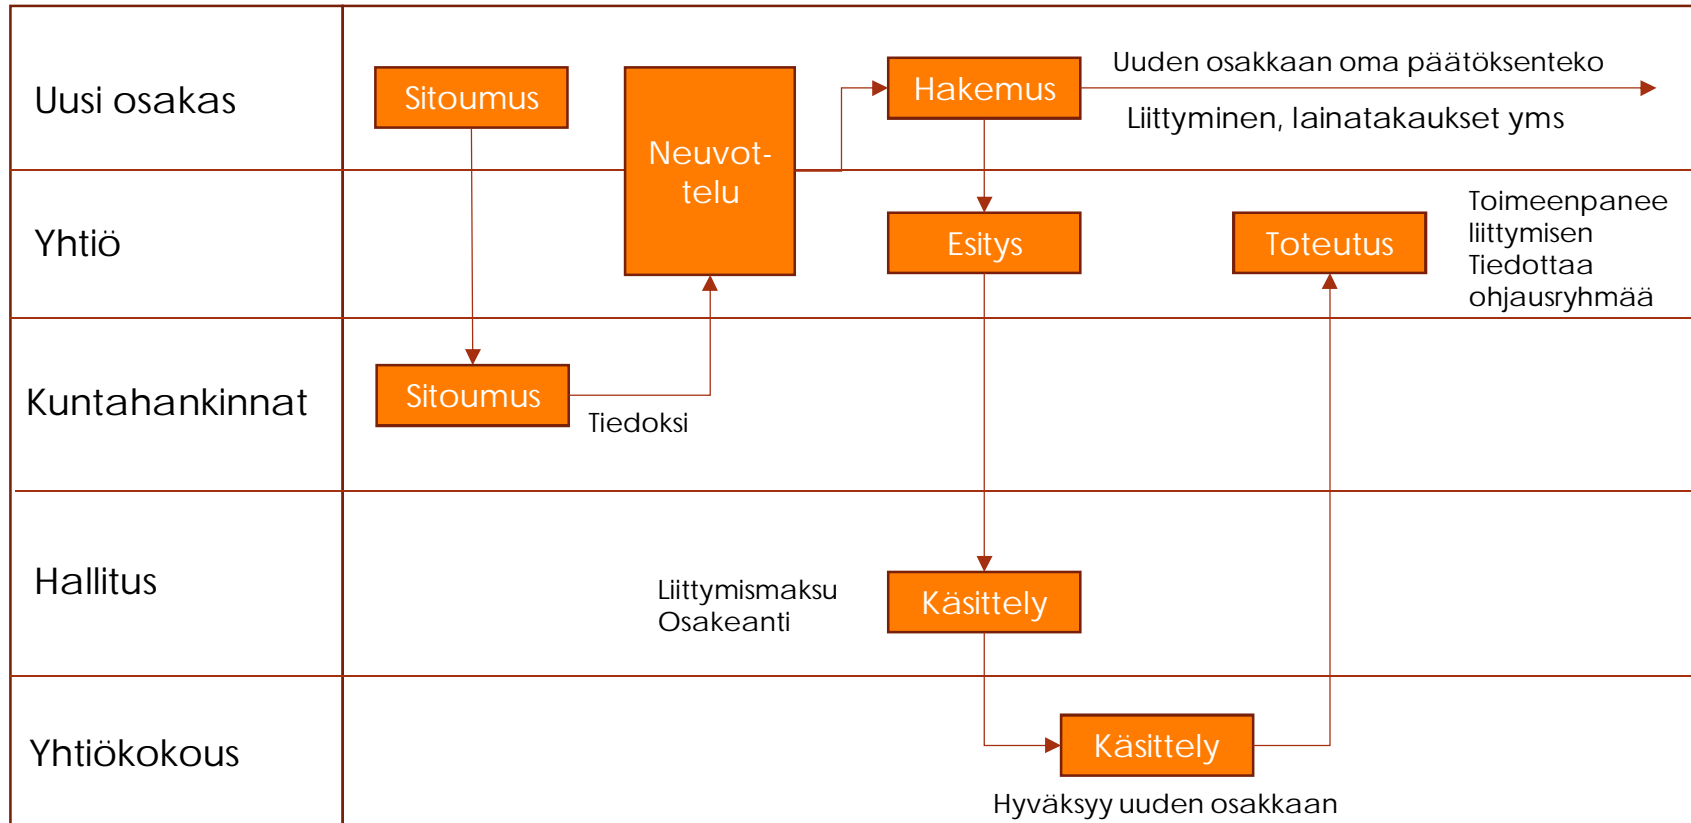 Uusi osakas
Sitoumus
Neuvot-
telu
Hakemus
Uuden osakkaan oma päätöksenteko
Liittyminen, lainatakaukset yms
Yhtiö
Esitys
Toteutus
Toimeenpanee
liittymisen
Tiedottaa
ohjausryhmää
Kuntahankinnat
Sitoumus
Tiedoksi
Hallitus
Liittymismaksu
Osakeanti
Käsittely
Yhtiökokous
Käsittely
Hyväksyy uuden osakkaan